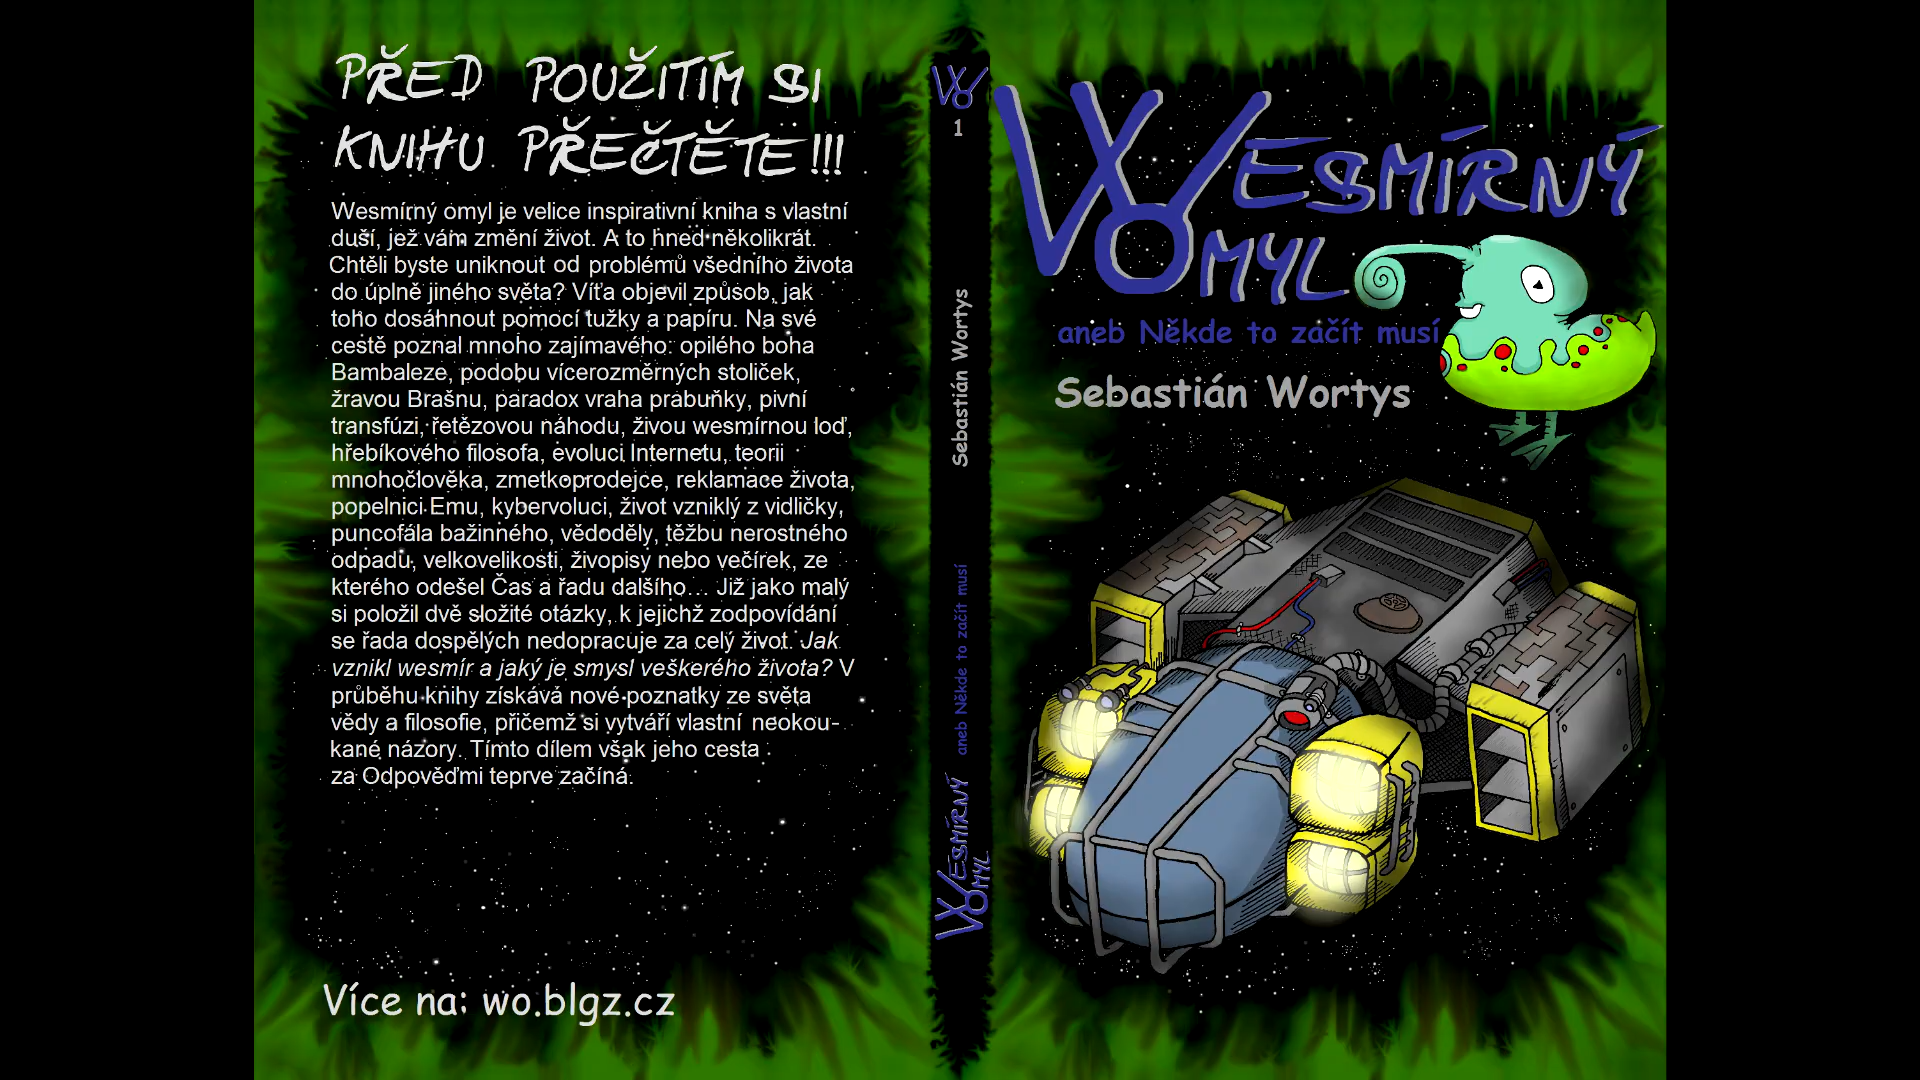 PŘED POUŽITÍM SI
KNIHU PŘEČTĚTE!!!
Wesmírný omyl je velice inspirativní kniha s vlastní
duší, jež vám změní život. A to hned několikrát.
Chtěli byste uniknout od problémů všedního života
do úplně jiného světa? Víťa objevil způsob, jak
toho dosáhnout pomocí tužky a papíru. Na své
cestě poznal mnoho zajímavého: opilého boha
Bambaleze, podobu vícerozměrných stoliček,
žravou Brašnu, paradox vraha prabuňky, pivní
transfúzi, řetězovou náhodu, živou wesmírnou loď,
hřebíkového filosofa, evoluci Internetu, teorii
mnohočlověka, zmetkoprodejce, reklamace života,
popelnici Emu, kybervoluci, život vzniklý z vidličky,
puncofála bažinného, vědoděly, těžbu nerostného
odpadu, velkovelikosti, živopisy nebo večírek, ze
kterého odešel Čas a řadu dalšího... Již jako malý
si položil dvě složité otázky, k jejichž zodpovídání
se řada dospělých nedopracuje za celý život. Jak
vznikl wesmír a jaký je smysl veškerého života? V
průběhu knihy získává nové poznatky ze světa
vědy a filosofie, přičemž si vytváří vlastní neokou-
kané názory. Tímto dílem však jeho cesta
za Odpověďmi teprve začíná.
Více na: wo.blgz.cz
WO
1
Sebastián Wortys
aneb Někde to začít musí
WESMÍRNÝ
OMYL
WESMÍRNÝ
OMYL
aneb Někde to začít musí
Sebastián Wortys